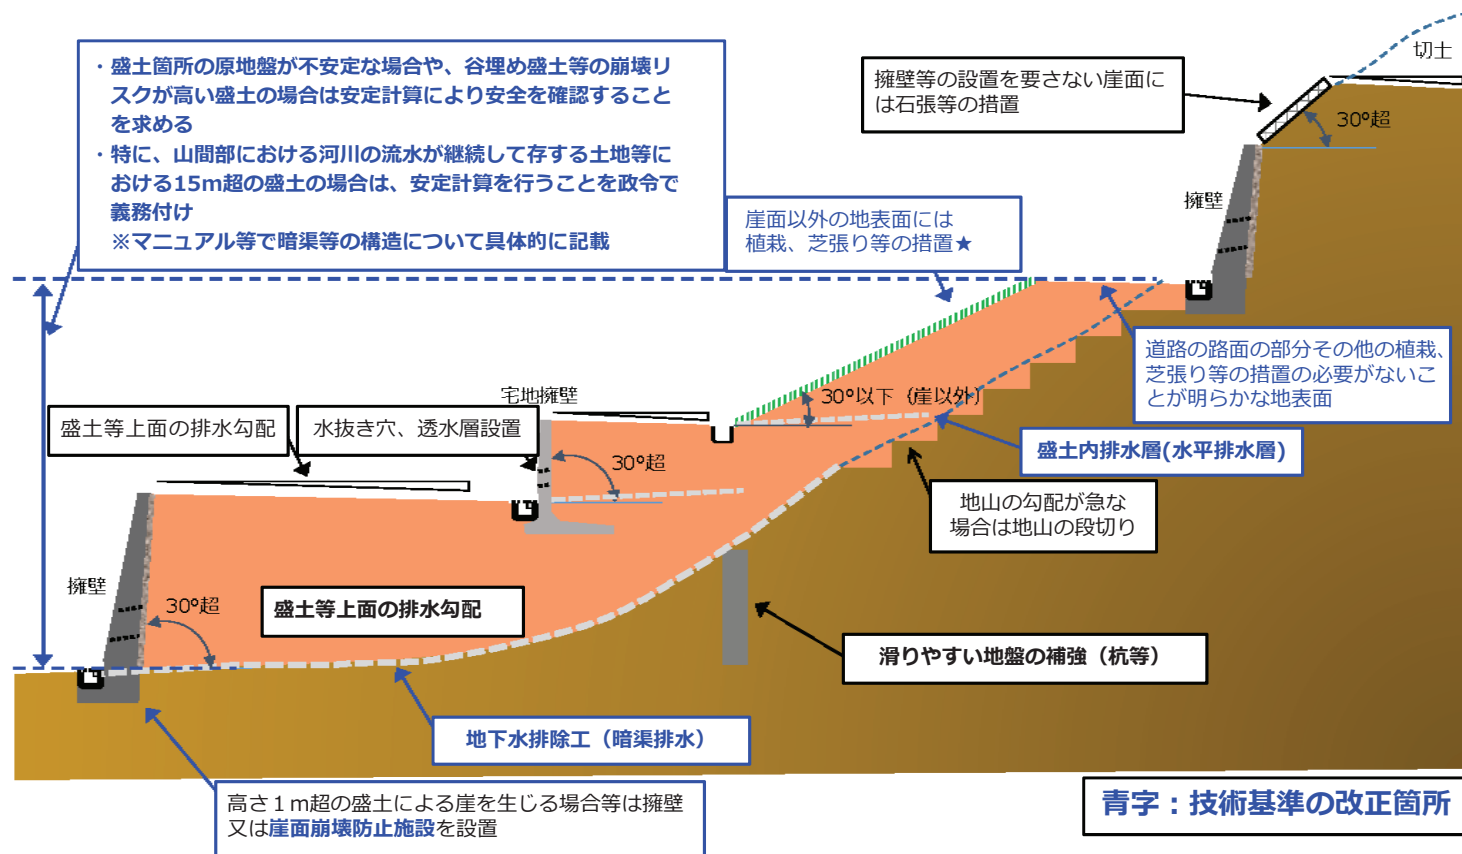 ・盛土箇所の原地盤が不安定な場合や、谷埋め盛土等の崩壊リ
スクが高い盛土の場合は安定計算により安全を確認すること
を求める
・特に、山間部における河川の流水が継続して存する土地等に
おける15m超の盛土の場合は、安定計算を行うことを政令で
義務付け
※マニュアル等で暗渠等の構造について具体的に記載
切土
擁壁等の設置を要さない崖面に
は石張等の措置
30°超
擁壁
崖面以外の地表面には
植栽、芝張り等の措置★
道路の路面の部分その他の植栽、
芝張り等の措置の必要がないこ
とが明らかな地表面
宅地擁壁
30°以下（崖以外）
盛土等上面の排水勾配
水抜き穴、透水層設置
盛土内排水層(水平排水層)
30°超
地山の勾配が急な
場合は地山の段切り
擁壁
30°超
盛土等上面の排水勾配
滑りやすい地盤の補強（杭等）
地下水排除工（暗渠排水）
高さ１ｍ超の盛土による崖を生じる場合等は擁壁
又は崖面崩壊防止施設を設置
青字：技術基準の改正箇所